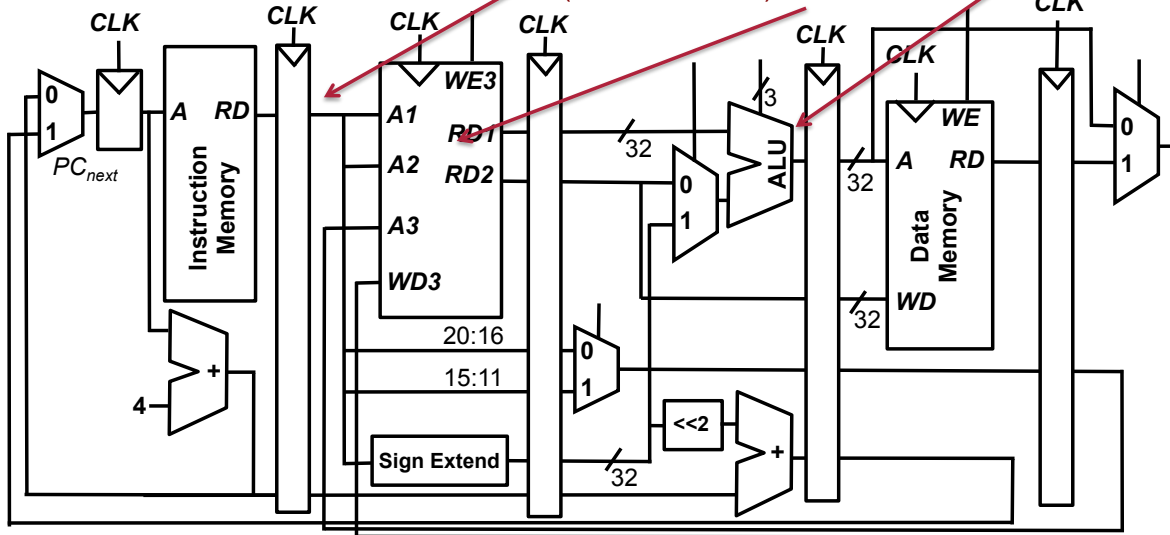 CLK
CLK
CLK
CLK
CLK
CLK
CLK
0
1
PCnext
A RD
Instruction Memory
4
+
A1
A2
A3
WD3
WE3
RD1
RD2
20:16
15:11
Sign Extend
32
32
0
1
0
1
3
ALU
<<2
+
32
32
A RD
WE
WD
Data Memory
0
1